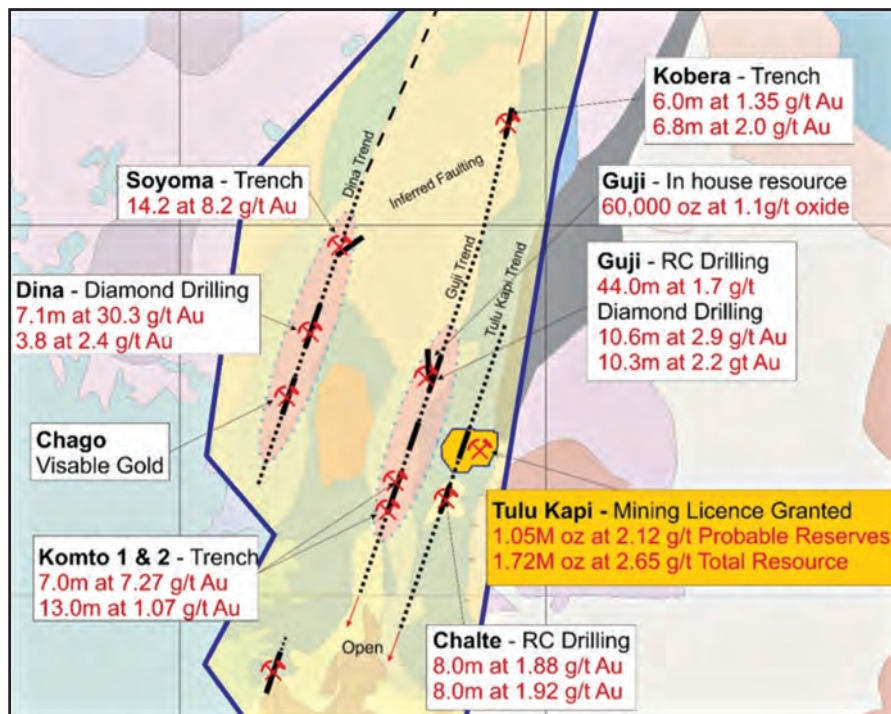 Kobera - Trench
6.0m at 1.35 g/t Au
6.8m at 2.0 g/t Au
Dina Trend
Inferred Faulting
Soyoma - Trench
14.2 at 8.2 g/t Au
Guji - In house resource
60,000 oz at 1.1g/t oxide
Guji Trend
Tulu Kapi Trend
Guji - RC Drilling
44.0m at 1.7 g/t
Diamond Drilling
10.6m at 2.9 g/t Au
10.3m at 2.2 gt Au
Dina - Diamond Drilling
7.1m at 30.3 g/t Au
3.8 at 2.4 g/t Au
Chago
Visable Gold
Tulu Kapi - Mining Licence Granted
1.05M oz at 2.12 g/t Probable Reserves
1.72M oz at 2.65 g/t Total Resource
Komto 1 & 2 - Trench
7.0m at 7.27 g/t Au
13.0m at 1.07 g/t Au
Open
Chalte - RC Drilling
8.0m at 1.88 g/t Au
8.0m at 1.92 g/t Au